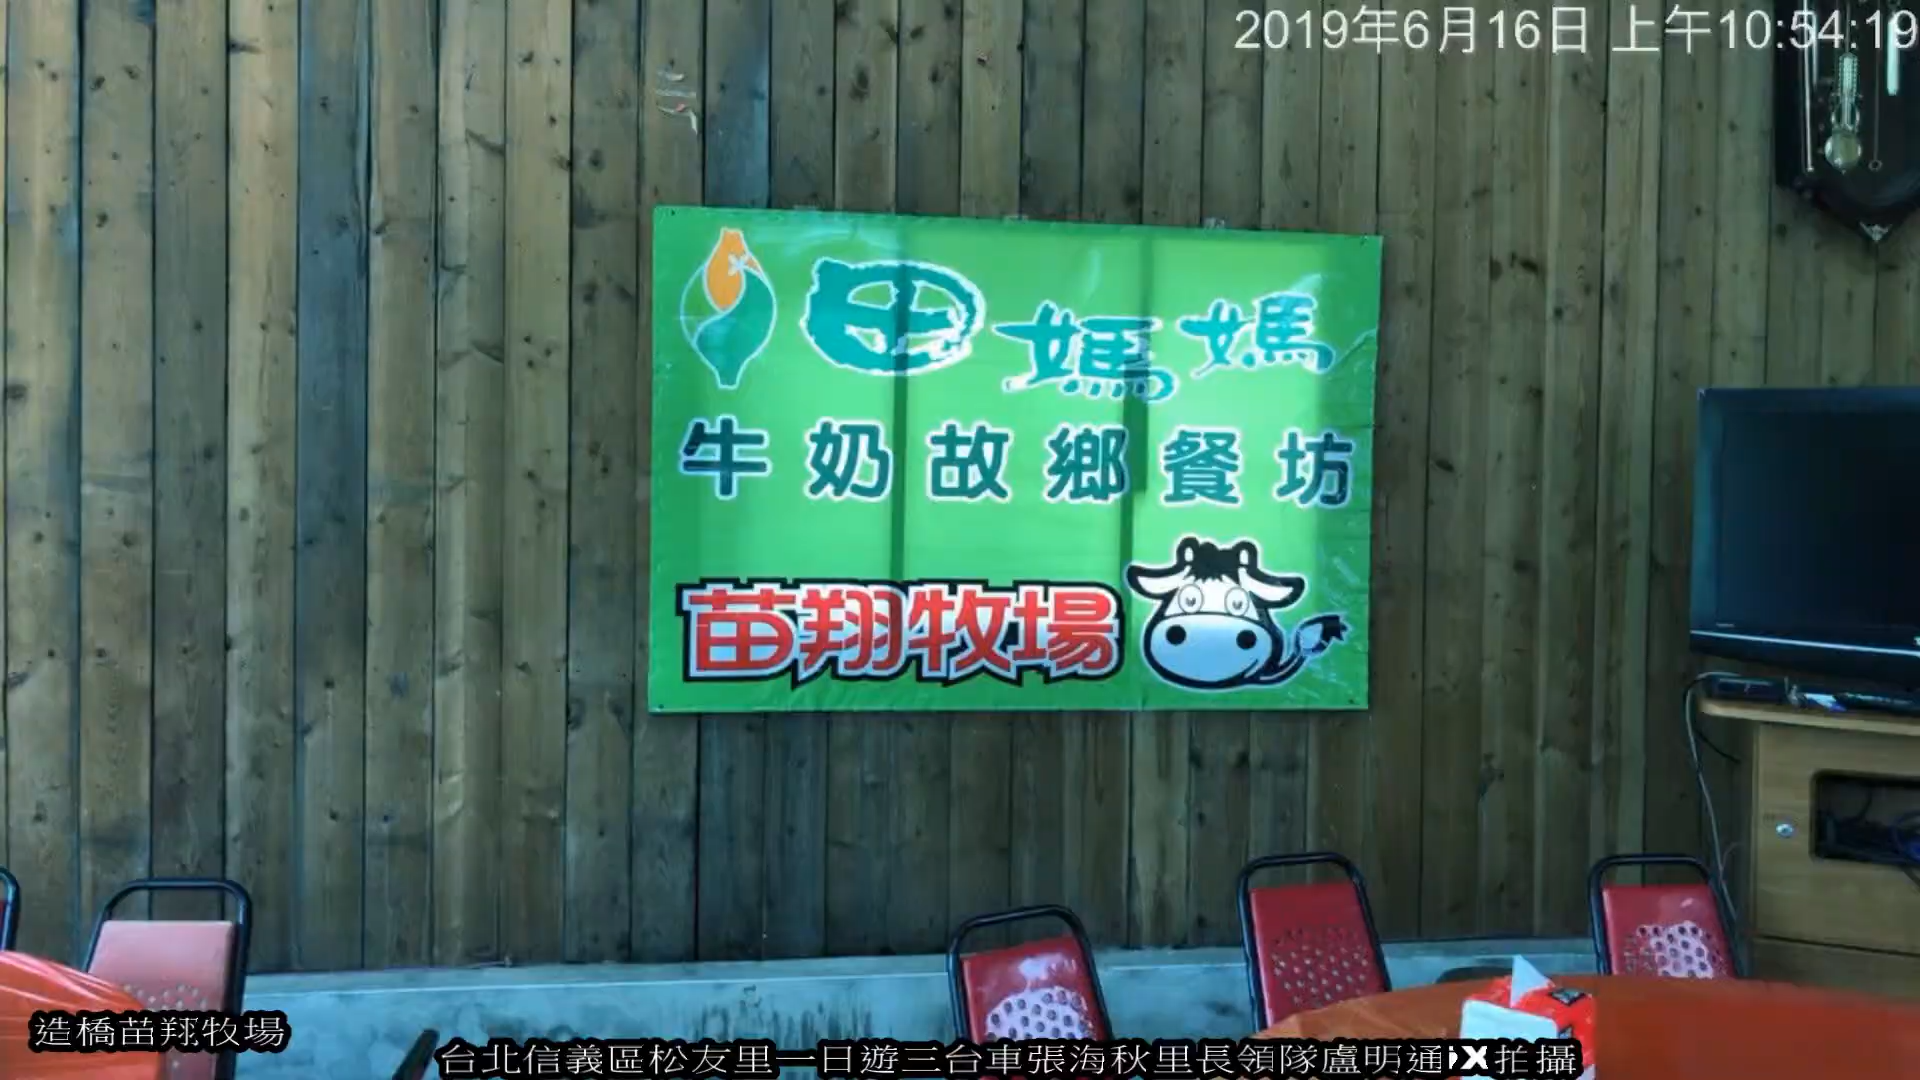 2019年6月16日 上午10:54:19
田媽媽
牛奶故鄉餐坊
苗翔牧場
造橋苗翔牧場
台北信義區松友里一日遊三台車張海秋里長領隊盧明通拍攝